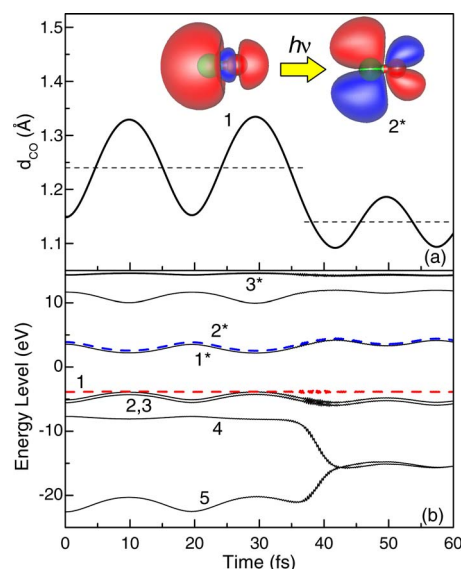 1.5
1.4
1.3
1.2
1.1
d_CO (Å)
hν
1
2*
(a)
10
0
-10
-20
Energy Level (eV)
3*
2*
1*
1
2,3
4
5
(b)
0 10 20 30 40 50 60
Time (fs)